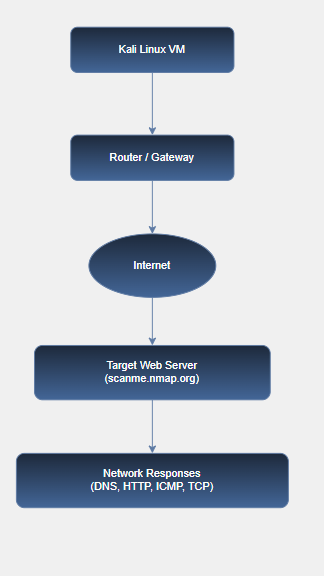 Kali Linux VM
Router / Gateway
Internet
Target Web Server
(scanme.nmap.org)
Network Responses
(DNS, HTTP, ICMP, TCP)